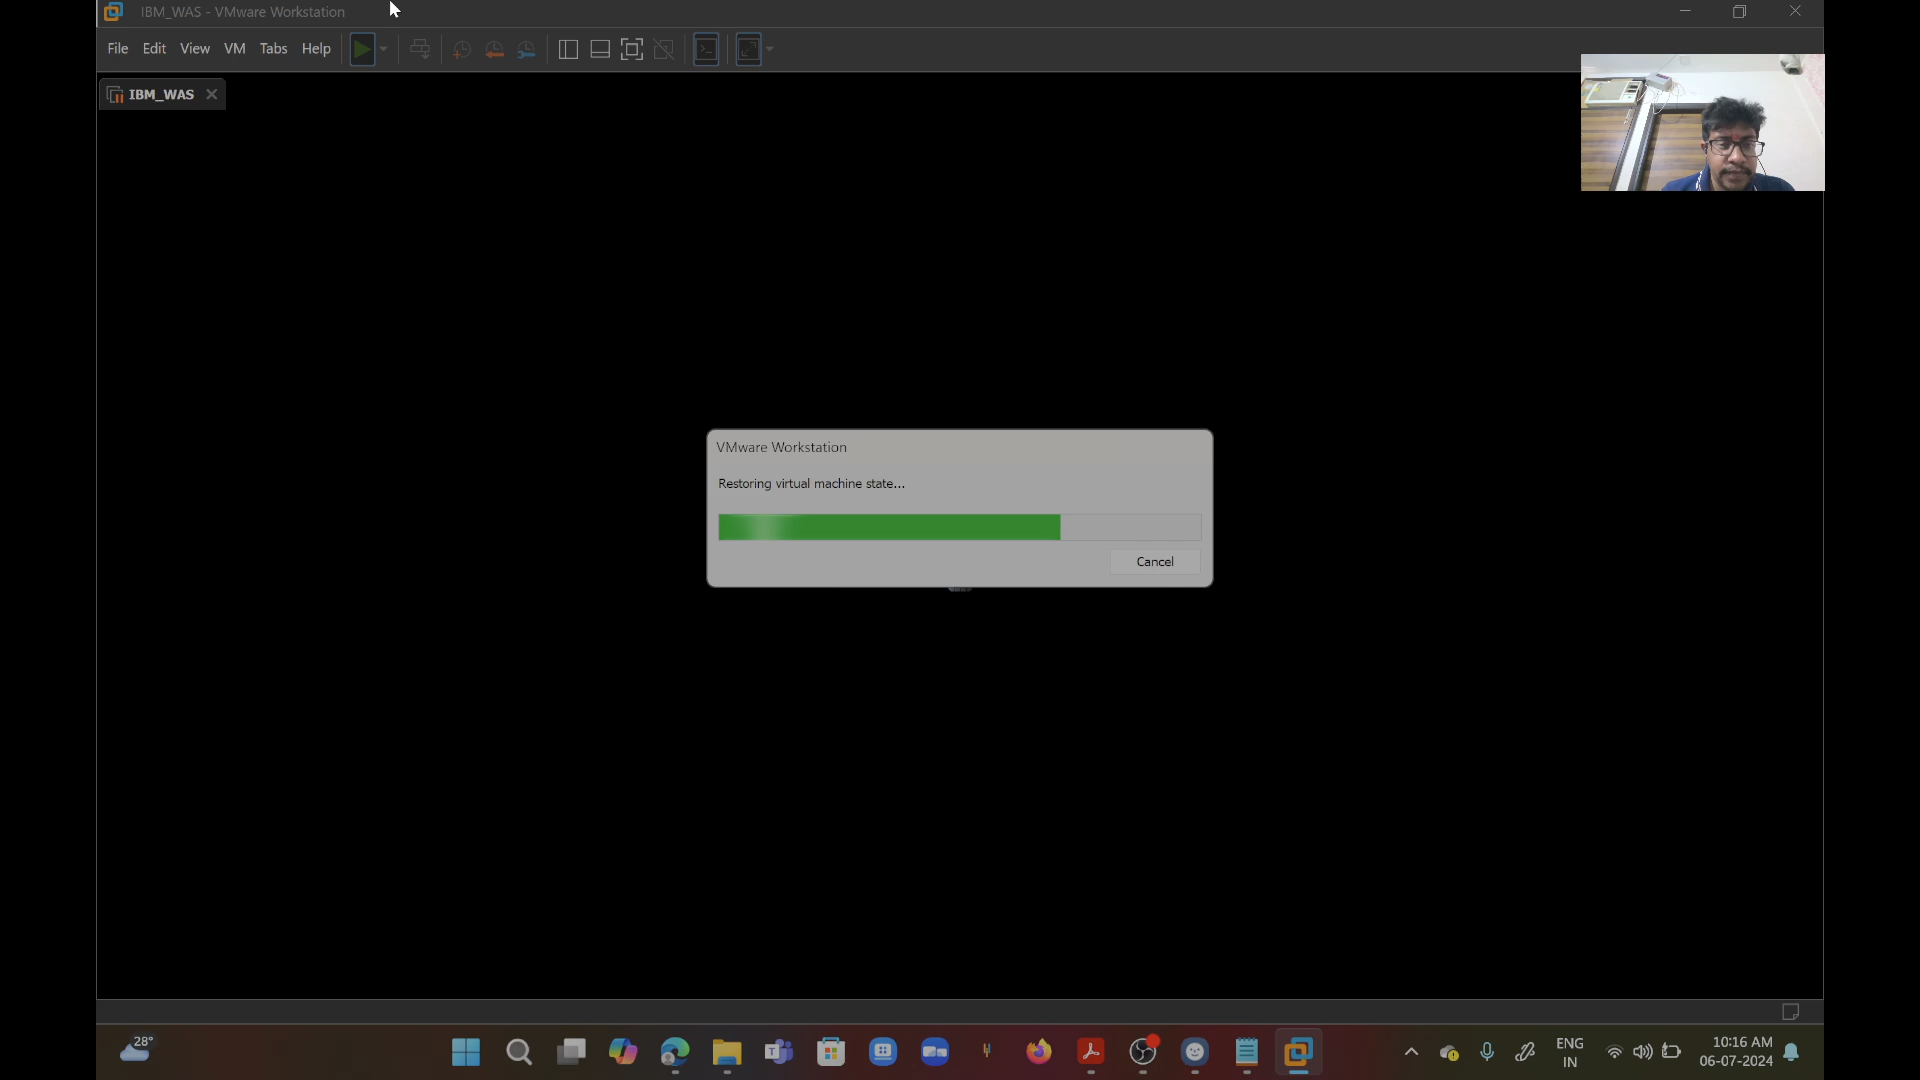 IBM_WAS - VMware Workstation
File Edit View VM Tabs Help
IBM_WAS
VMware Workstation
Restoring virtual machine state...
Cancel
28°
ENG
IN
10:16 AM
06-07-2024